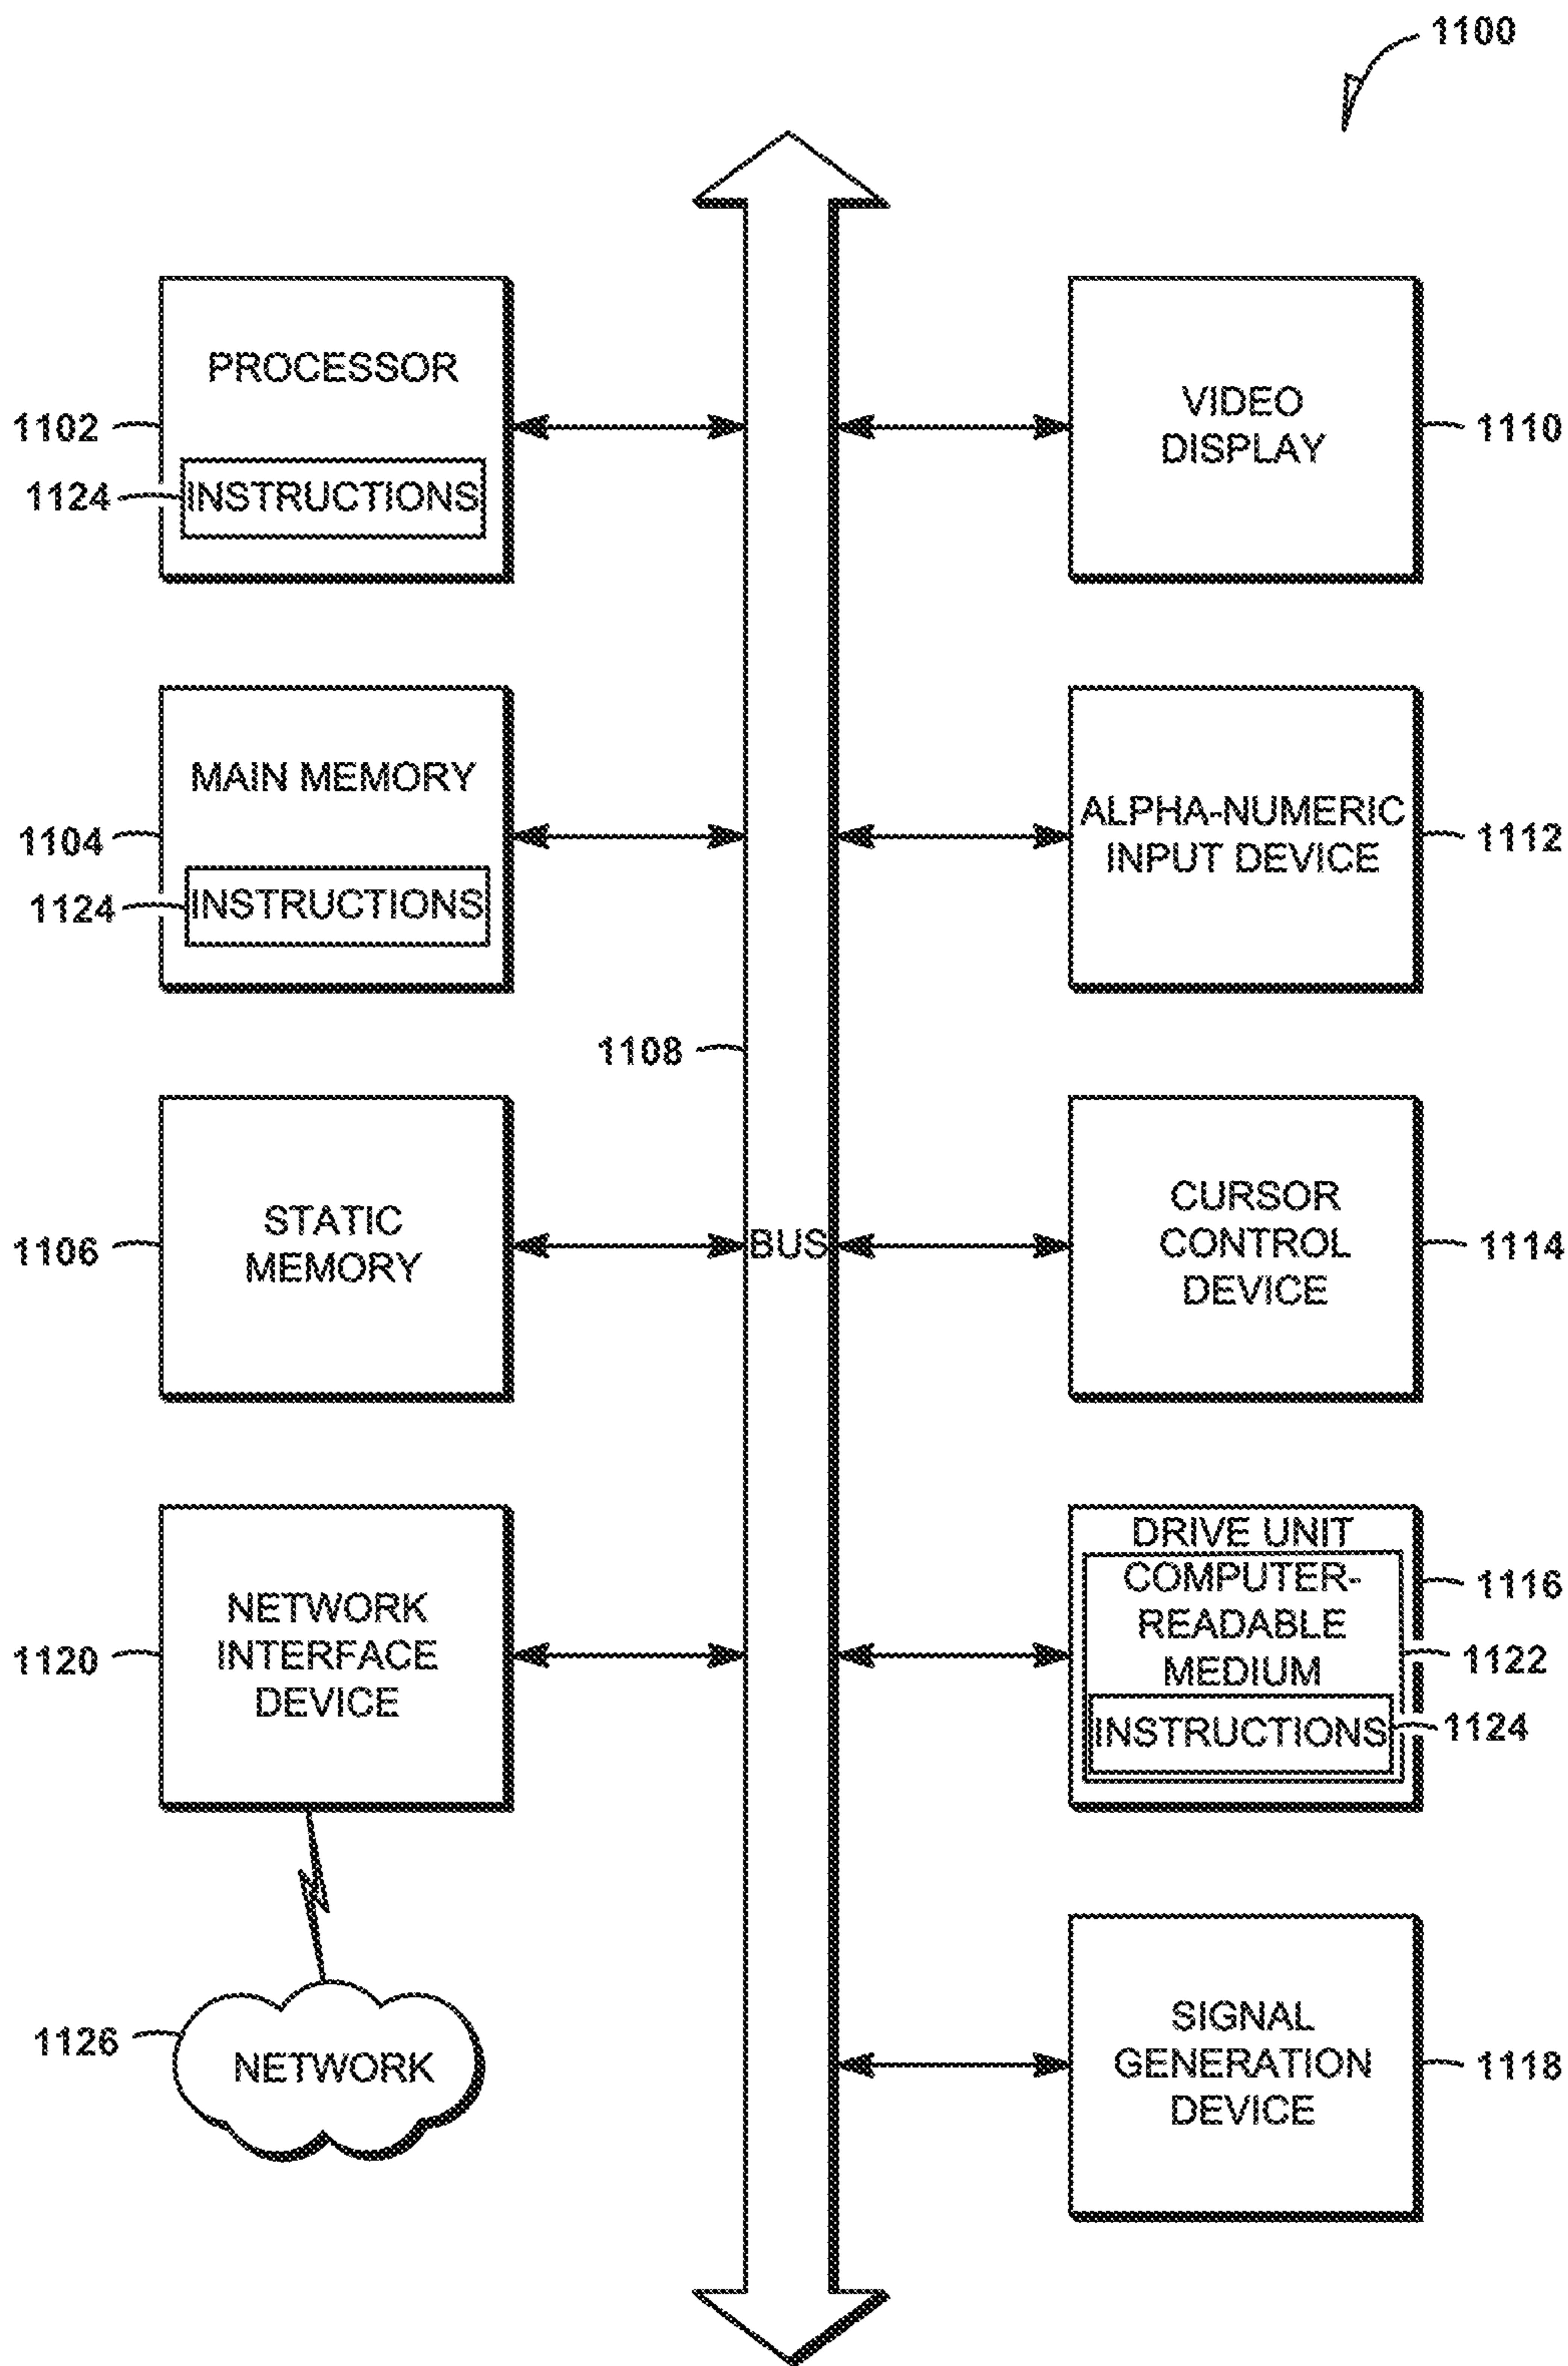 1100
PROCESSOR
1102
1124
INSTRUCTIONS
VIDEO
DISPLAY
1110
MAIN MEMORY
1104
1124
INSTRUCTIONS
ALPHA-NUMERIC
INPUT DEVICE
1112
1108
STATIC
MEMORY
1106
BUS
CURSOR
CONTROL
DEVICE
1114
NETWORK
INTERFACE
DEVICE
1120
DRIVE UNIT
COMPUTER-
READABLE
MEDIUM
INSTRUCTIONS
1116
1122
1124
1126
NETWORK
SIGNAL
GENERATION
DEVICE
1118